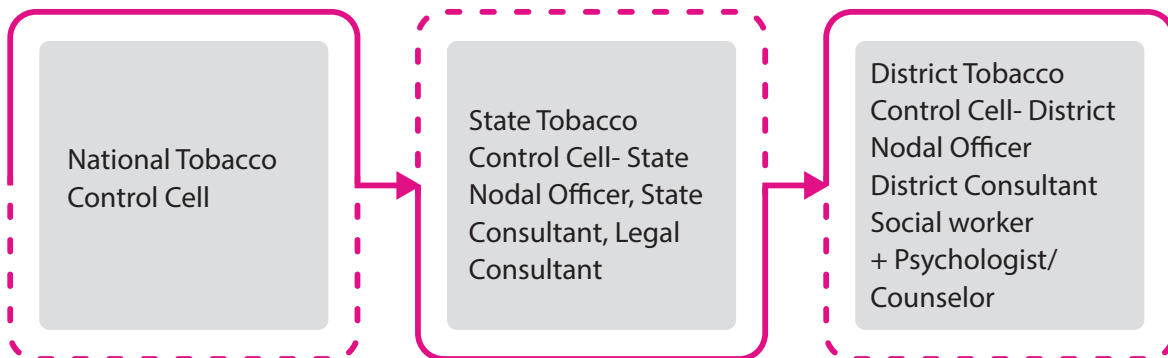 National Tobacco
Control Cell
State Tobacco
Control Cell- State
Nodal Officer, State
Consultant, Legal
Consultant
District Tobacco
Control Cell- District
Nodal Officer
District Consultant
Social worker
+ Psychologist/
Counselor